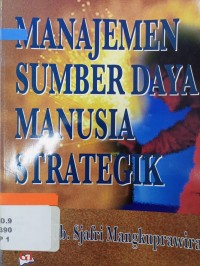 MANAJEMEN
SUMBER DAYA
MANUSIA
STRATEGIK
Sjafri Mangkuprawira